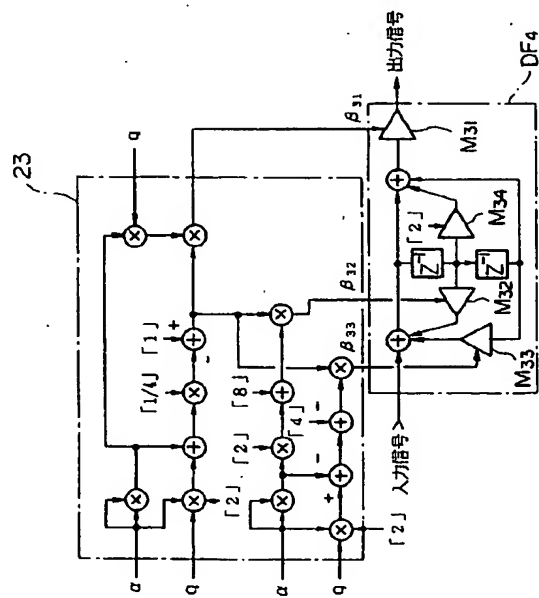 23
q
α
q
α
q
「2」
「1/4」
「1」
+
-
「2」
「8」
「4」
-
+
-
「2」
β31
β32
β33
入力信号
出力信号
「2」
Z⁻¹
Z⁻¹
M31
M34
M32
M33
DF4